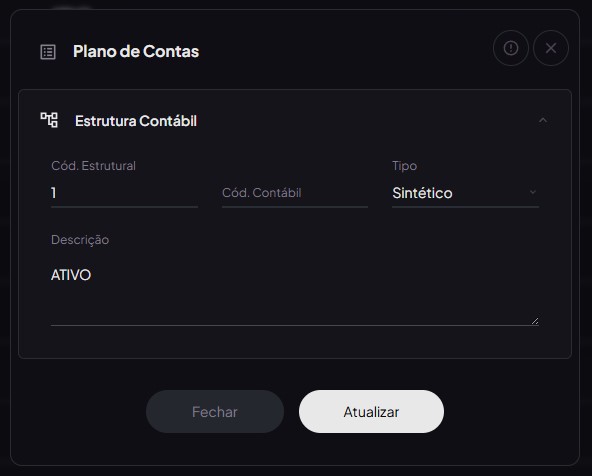 Plano de Contas
Estrutura Contábil
Cód. Estrutural
Tipo
1
Cód. Contábil
Sintético
Descrição
ATIVO
Fechar
Atualizar